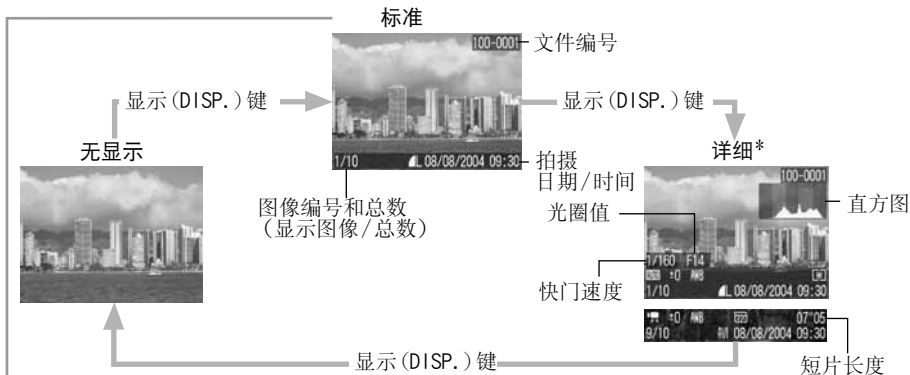 标准
100-0001
文件编号
显示(DISP.)键
显示(DISP.)键
无显示
详细*
1/10
L 08/08/2004 09:30
拍摄
日期/时间
100-0001
图像编号和总数
(显示图像/总数)
光圈值
直方图
1/160 F14
±0
快门速度
1/10
L 08/08/2004 09:30
±0
07"05
9/10
08/08/2004 09:30
显示(DISP.)键
短片长度